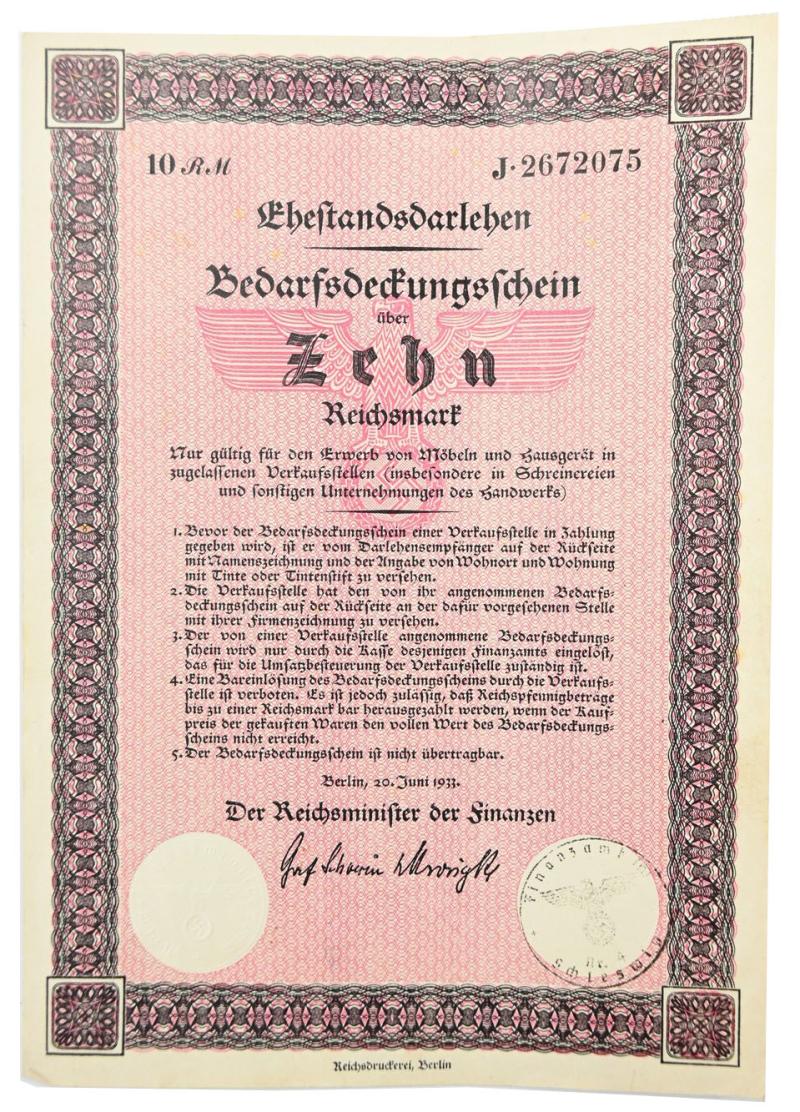 10 RM J·2672075
Ehestandsdarlehen
Bedarfsdeckungsschein
über
Zehn
Reichsmark
Nur gültig für den Erwerb von Möbeln und Hausgerät in
zugelassenen Verkaufsstellen (insbesondere in Schreinereien
und sonstigen Unternehmungen des Handwerks)
1. Bevor der Bedarfsdeckungsschein einer Verkaufsstelle in Zahlung
gegeben wird, ist er vom Darlehensempfänger auf der Rückseite
mit Namenszeichnung und der Angabe von Wohnort und Wohnung
mit Tinte oder Tintenstift zu versehen.
2. Die Verkaufsstelle hat den von ihr angenommenen Bedarfs-
deckungsschein auf der Rückseite an der dafür vorgesehenen Stelle
mit ihrer Firmenzeichnung zu versehen.
3. Der von einer Verkaufsstelle angenommene Bedarfsdeckungs-
schein wird nur durch die Kasse desjenigen Finanzamts eingelöst,
das für die Umsatzbesteuerung der Verkaufsstelle zuständig ist.
4. Eine Bareinlösung des Bedarfsdeckungsscheins durch die Verkaufs-
stelle ist verboten. Es ist jedoch zulässig, daß Reichspfennigbeträge
bis zu einer Reichsmark bar herausgezahlt werden, wenn der Kauf-
preis der gekauften Waren den vollen Wert des Bedarfsdeckungs-
scheins nicht erreicht.
5. Der Bedarfsdeckungsschein ist nicht übertragbar.
Berlin, 20. Juni 1933.
Der Reichsminister der Finanzen
Graf Schwerin von Krosigk
Finanzamt
Nr. 4
Schleswig
Reichsdruckerei, Berlin